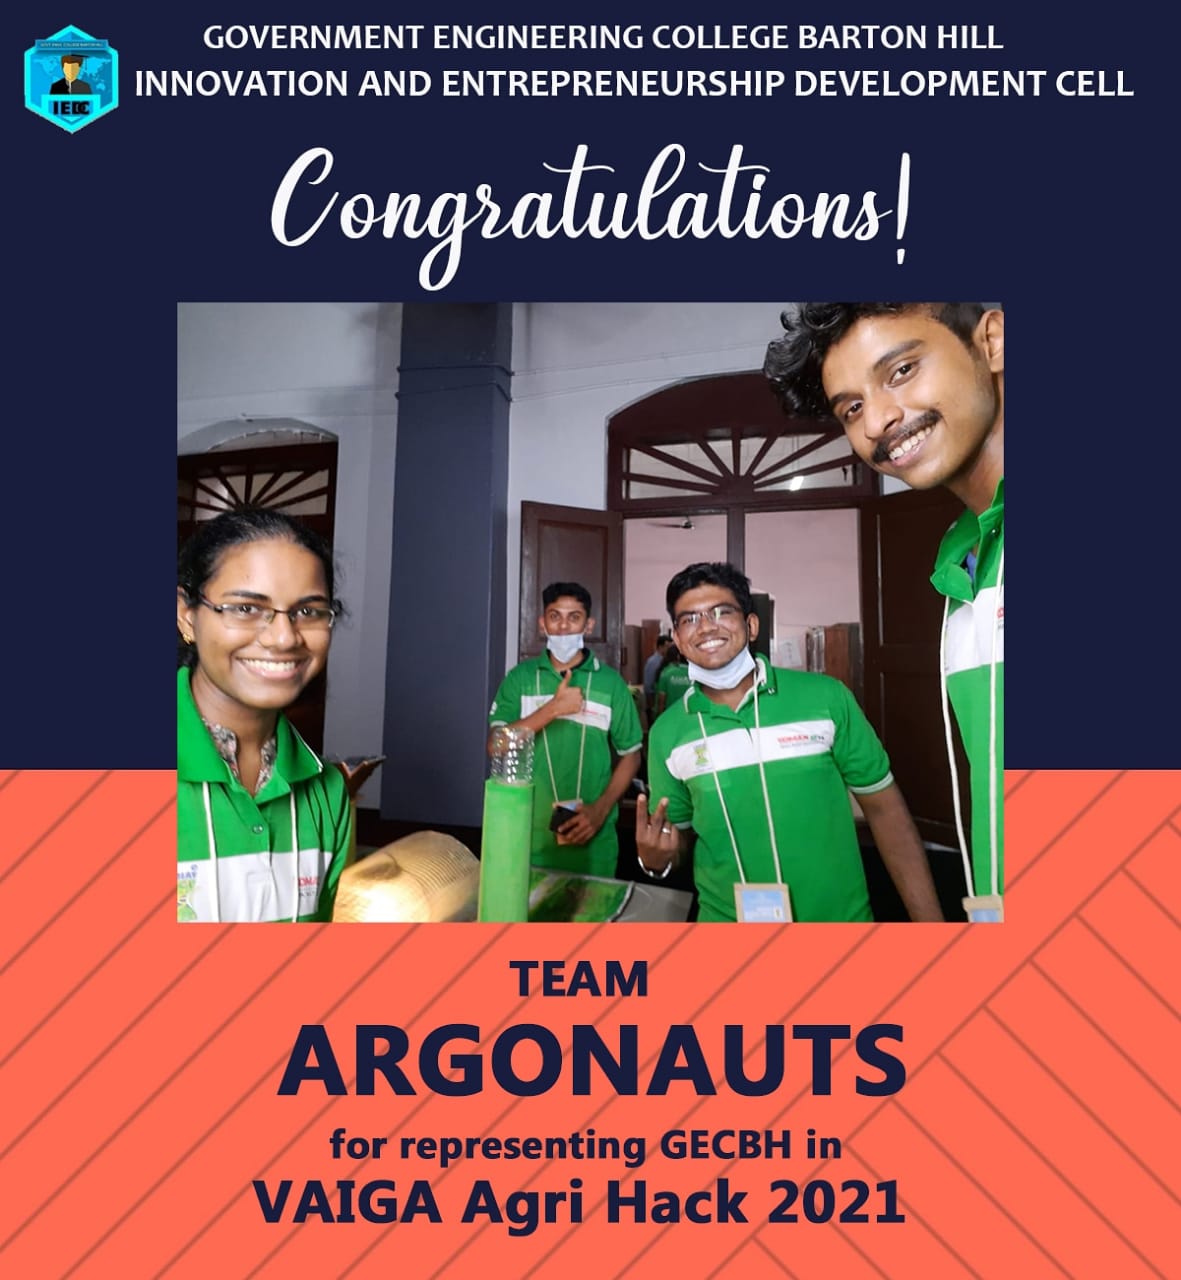 GOVERNMENT ENGINEERING COLLEGE BARTON HILL
INNOVATION AND ENTREPRENEURSHIP DEVELOPMENT CELL
IEDC
Congratulations!
TEAM
ARGONAUTS
for representing GECBH in
VAIGA Agri Hack 2021